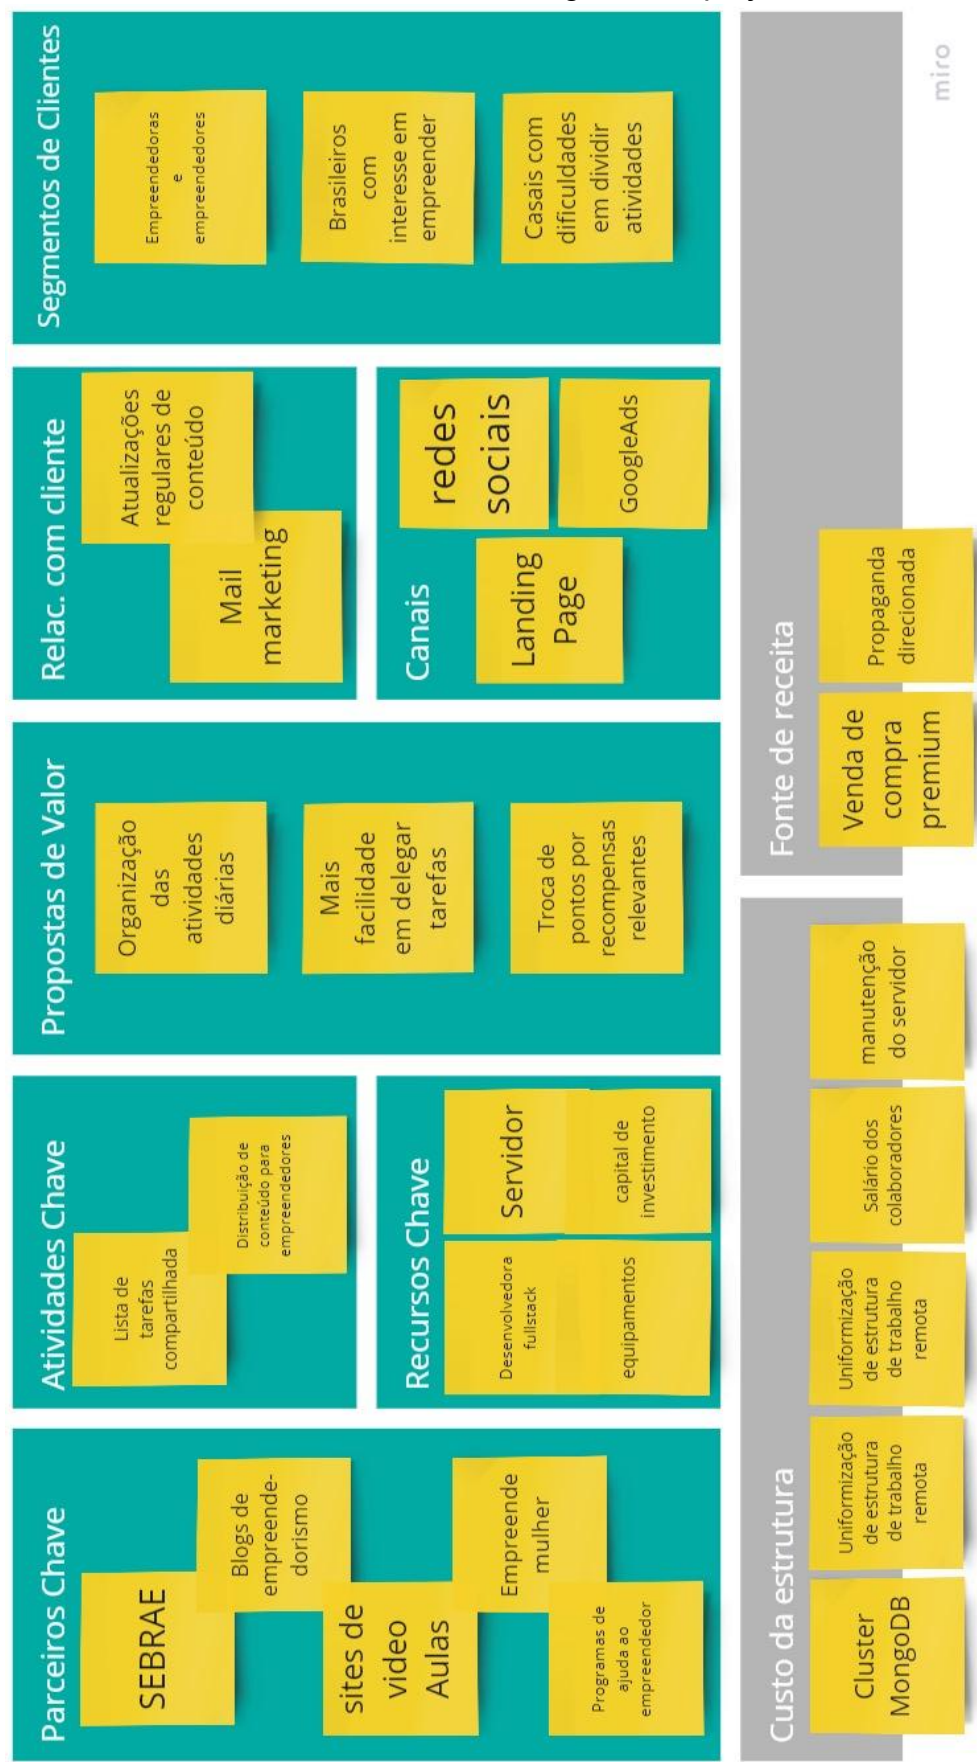 Parceiros Chave
SEBRAE
Blogs de
empreende-
dorismo
sites de
video
Aulas
Empreende
mulher
Programas de
ajuda ao
empreendedor
Atividades Chave
Lista de
tarefas
compartilhada
Distribuição de
conteúdo para
empreendedores
Recursos Chave
Desenvolvedora
fullstack
Servidor
equipamentos
capital de
investimento
Propostas de Valor
Organização
das
atividades
diárias
Mais
facilidade
em delegar
tarefas
Troca de
pontos por
recompensas
relevantes
Relac. com cliente
Atualizações
regulares de
conteúdo
Mail
marketing
Canais
redes
sociais
Landing
Page
GoogleAds
Segmentos de Clientes
Empreendedoras
e
empreendedores
Brasileiros
com
interesse em
empreender
Casais com
dificuldades
em dividir
atividades
Custo da estrutura
Cluster
MongoDB
Uniformização
de estrutura
de trabalho
remota
Uniformização
de estrutura
de trabalho
remota
Salário dos
colaboradores
manutenção
do servidor
Fonte de receita
Venda de
compra
premium
Propaganda
direcionada
miro